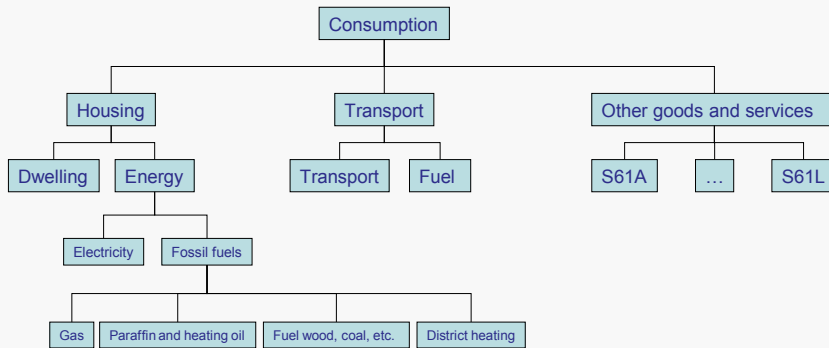 Consumption
Housing
Transport
Other goods and services
Dwelling
Energy
Transport
Fuel
S61A
...
S61L
Electricity
Fossil fuels
Gas
Paraffin and heating oil
Fuel wood, coal, etc.
District heating